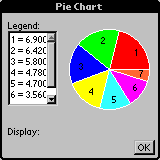 Pie Chart
Legend:
1 = 6.900
2 = 6.420
3 = 5.800
4 = 4.780
5 = 4.700
6 = 3.560
1
2
3
4
5
6
7
Display:
OK